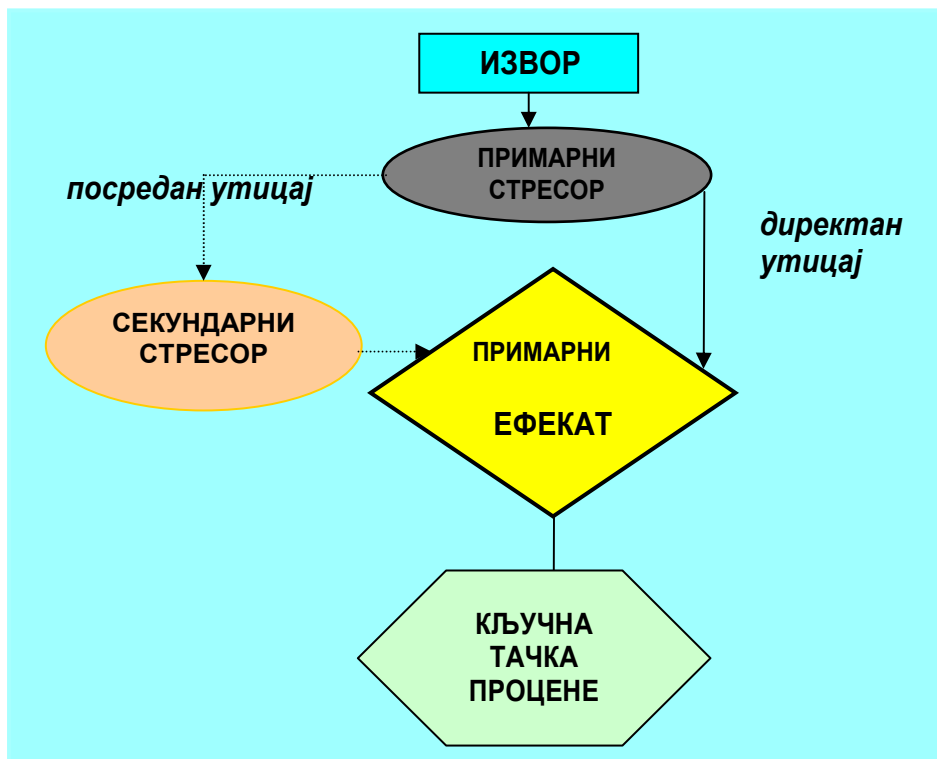 ИЗВОР
ПРИМАРНИ
СТРЕСОР
посредан утицај
директан
утицај
СЕКУНДАРНИ
СТРЕСОР
ПРИМАРНИ
ЕФЕКАТ
КЉУЧНА
ТАЧКА
ПРОЦЕНЕ